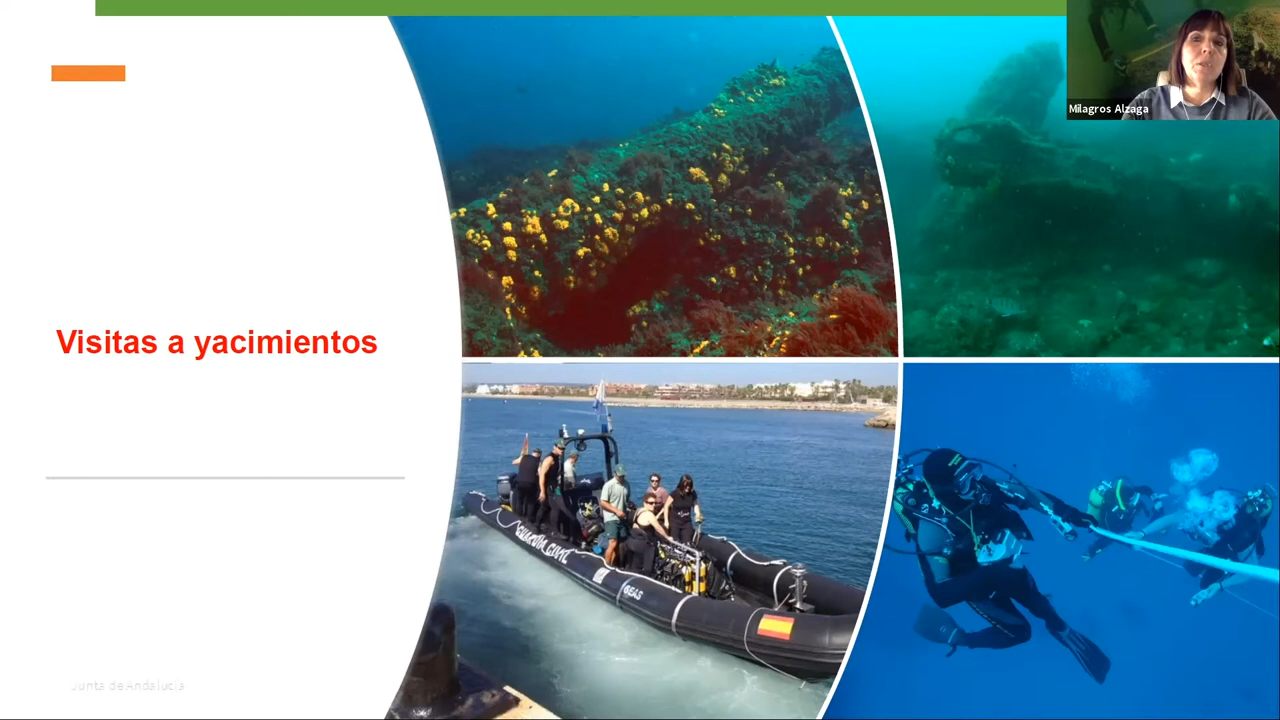 Milagros Alzaga
Visitas a yacimientos
GUARDIA CIVIL
GEAS
Junta de Andalucía